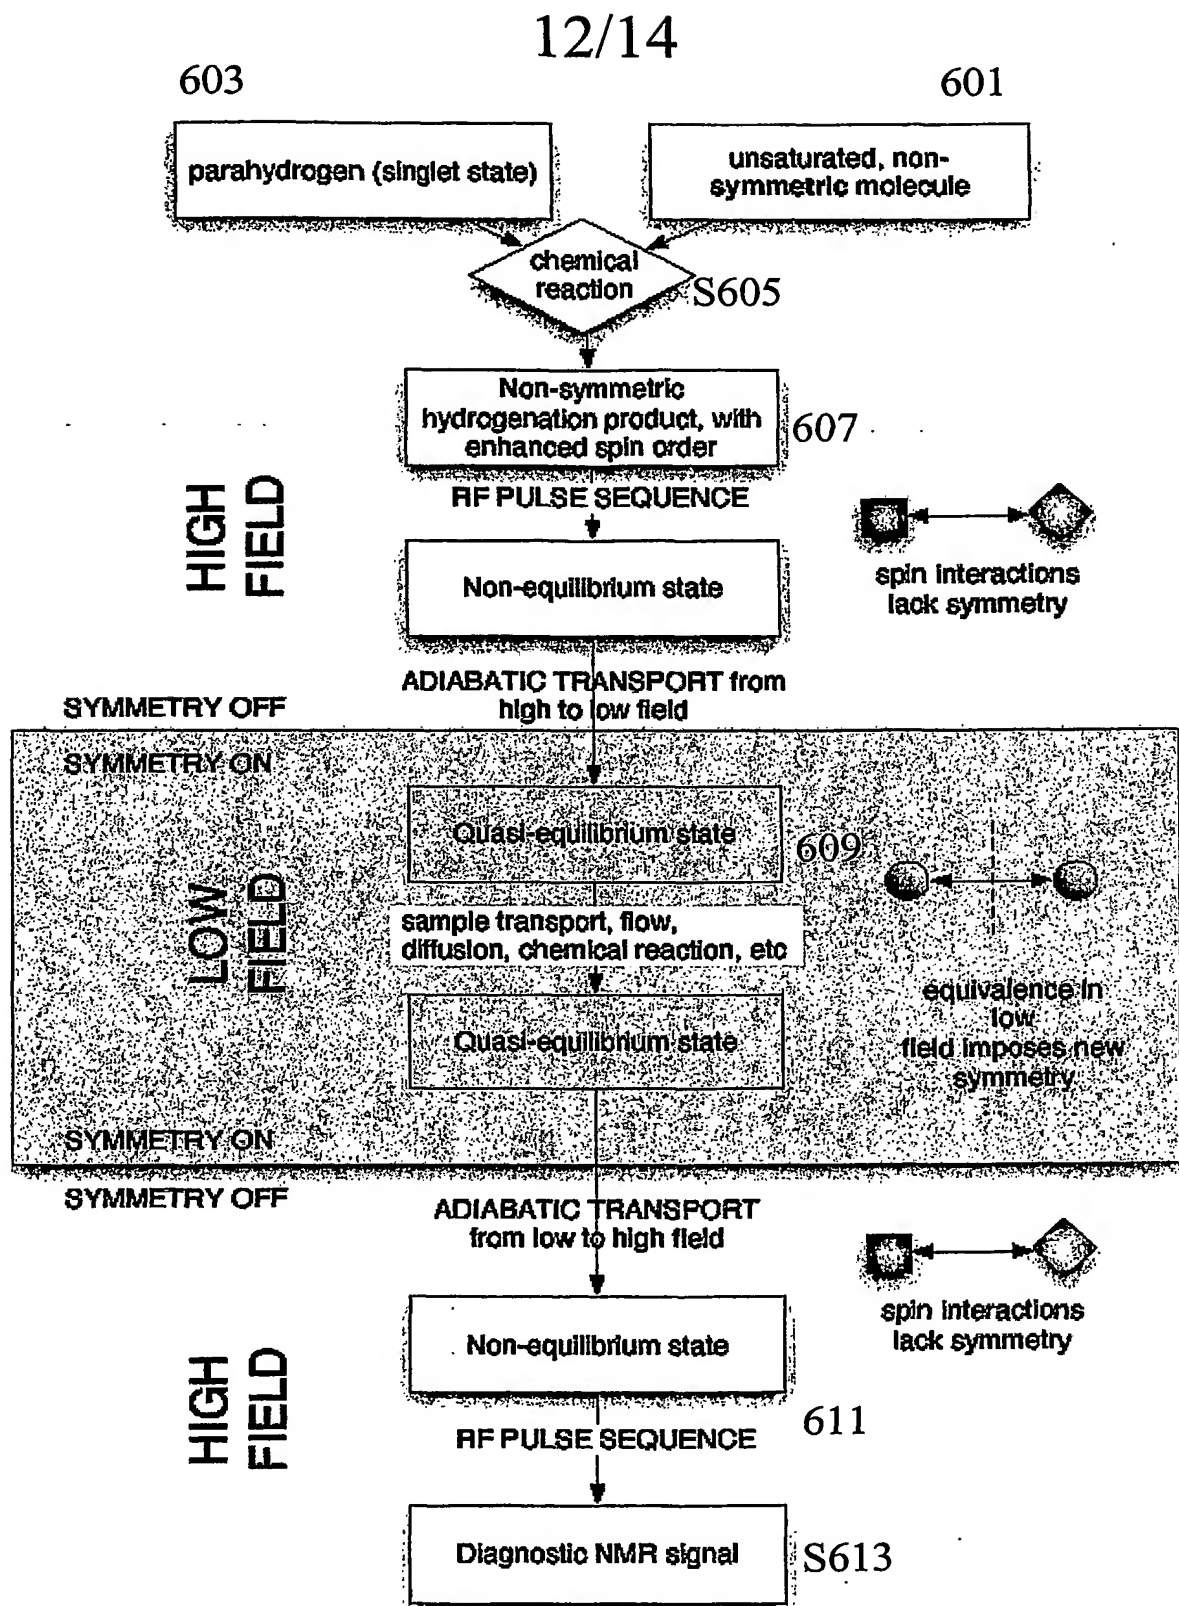 12/14
603
601
parahydrogen (singlet state)
unsaturated, non-
symmetric molecule
chemical
reaction
S605
Non-symmetric
hydrogenation product, with
enhanced spin order
607
HIGH
FIELD
RF PULSE SEQUENCE
Non-equilibrium state
spin interactions
lack symmetry
ADIABATIC TRANSPORT from
high to low field
SYMMETRY OFF
SYMMETRY ON
Quasi-equilibrium state
609
LOW
FIELD
sample transport, flow,
diffusion, chemical reaction, etc
Quasi-equilibrium state
equivalence in
low
field imposes new
symmetry
SYMMETRY ON
SYMMETRY OFF
ADIABATIC TRANSPORT
from low to high field
spin interactions
lack symmetry
HIGH
FIELD
Non-equilibrium state
611
RF PULSE SEQUENCE
Diagnostic NMR signal
S613